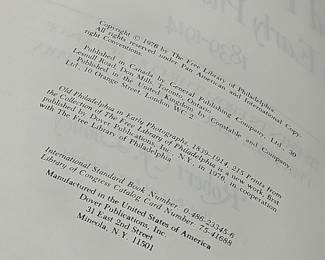 Copyright © 1976 by The Free Library of Philadelphia.
All rights reserved under Pan American and International Copy-
right Conventions.
Published in Canada by General Publishing Company, Ltd., 30
Lesmill Road, Don Mills, Toronto, Ontario.
Published in the United Kingdom by Constable and Company,
Ltd., 10 Orange Street, London WC 2.
Old Philadelphia in Early Photographs, 1839-1914, 215 Prints from
the Collection of The Free Library of Philadelphia is a new work first
published by Dover Publications, Inc., N.Y., in 1976, in cooperation
with The Free Library of Philadelphia
International Standard Book Number: 0-486-23345-6
Library of Congress Catalog Card Number: 75-41688
Manufactured in the United States of America
Dover Publications, Inc.
31 East 2nd Street
Mineola, N.Y. 11501